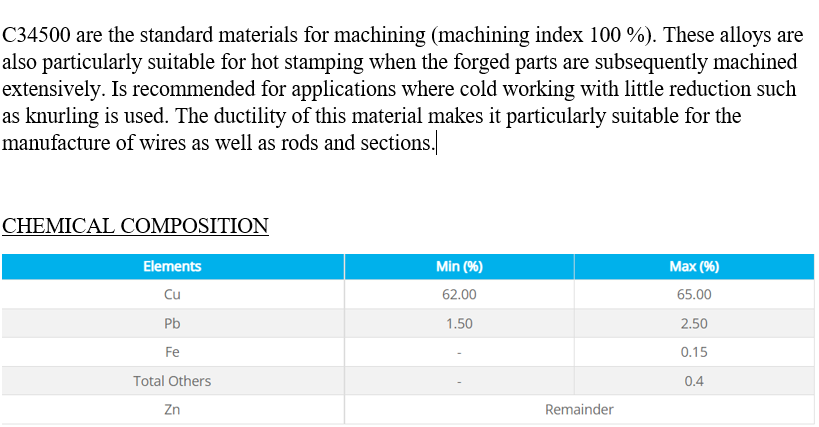 C34500 are the standard materials for machining (machining index 100 %). These alloys are
also particularly suitable for hot stamping when the forged parts are subsequently machined
extensively. Is recommended for applications where cold working with little reduction such
as knurling is used. The ductility of this material makes it particularly suitable for the
manufacture of wires as well as rods and sections.
CHEMICAL COMPOSITION
Elements Min (%) Max (%)
Cu 62.00 65.00
Pb 1.50 2.50
Fe - 0.15
Total Others - 0.4
Zn Remainder